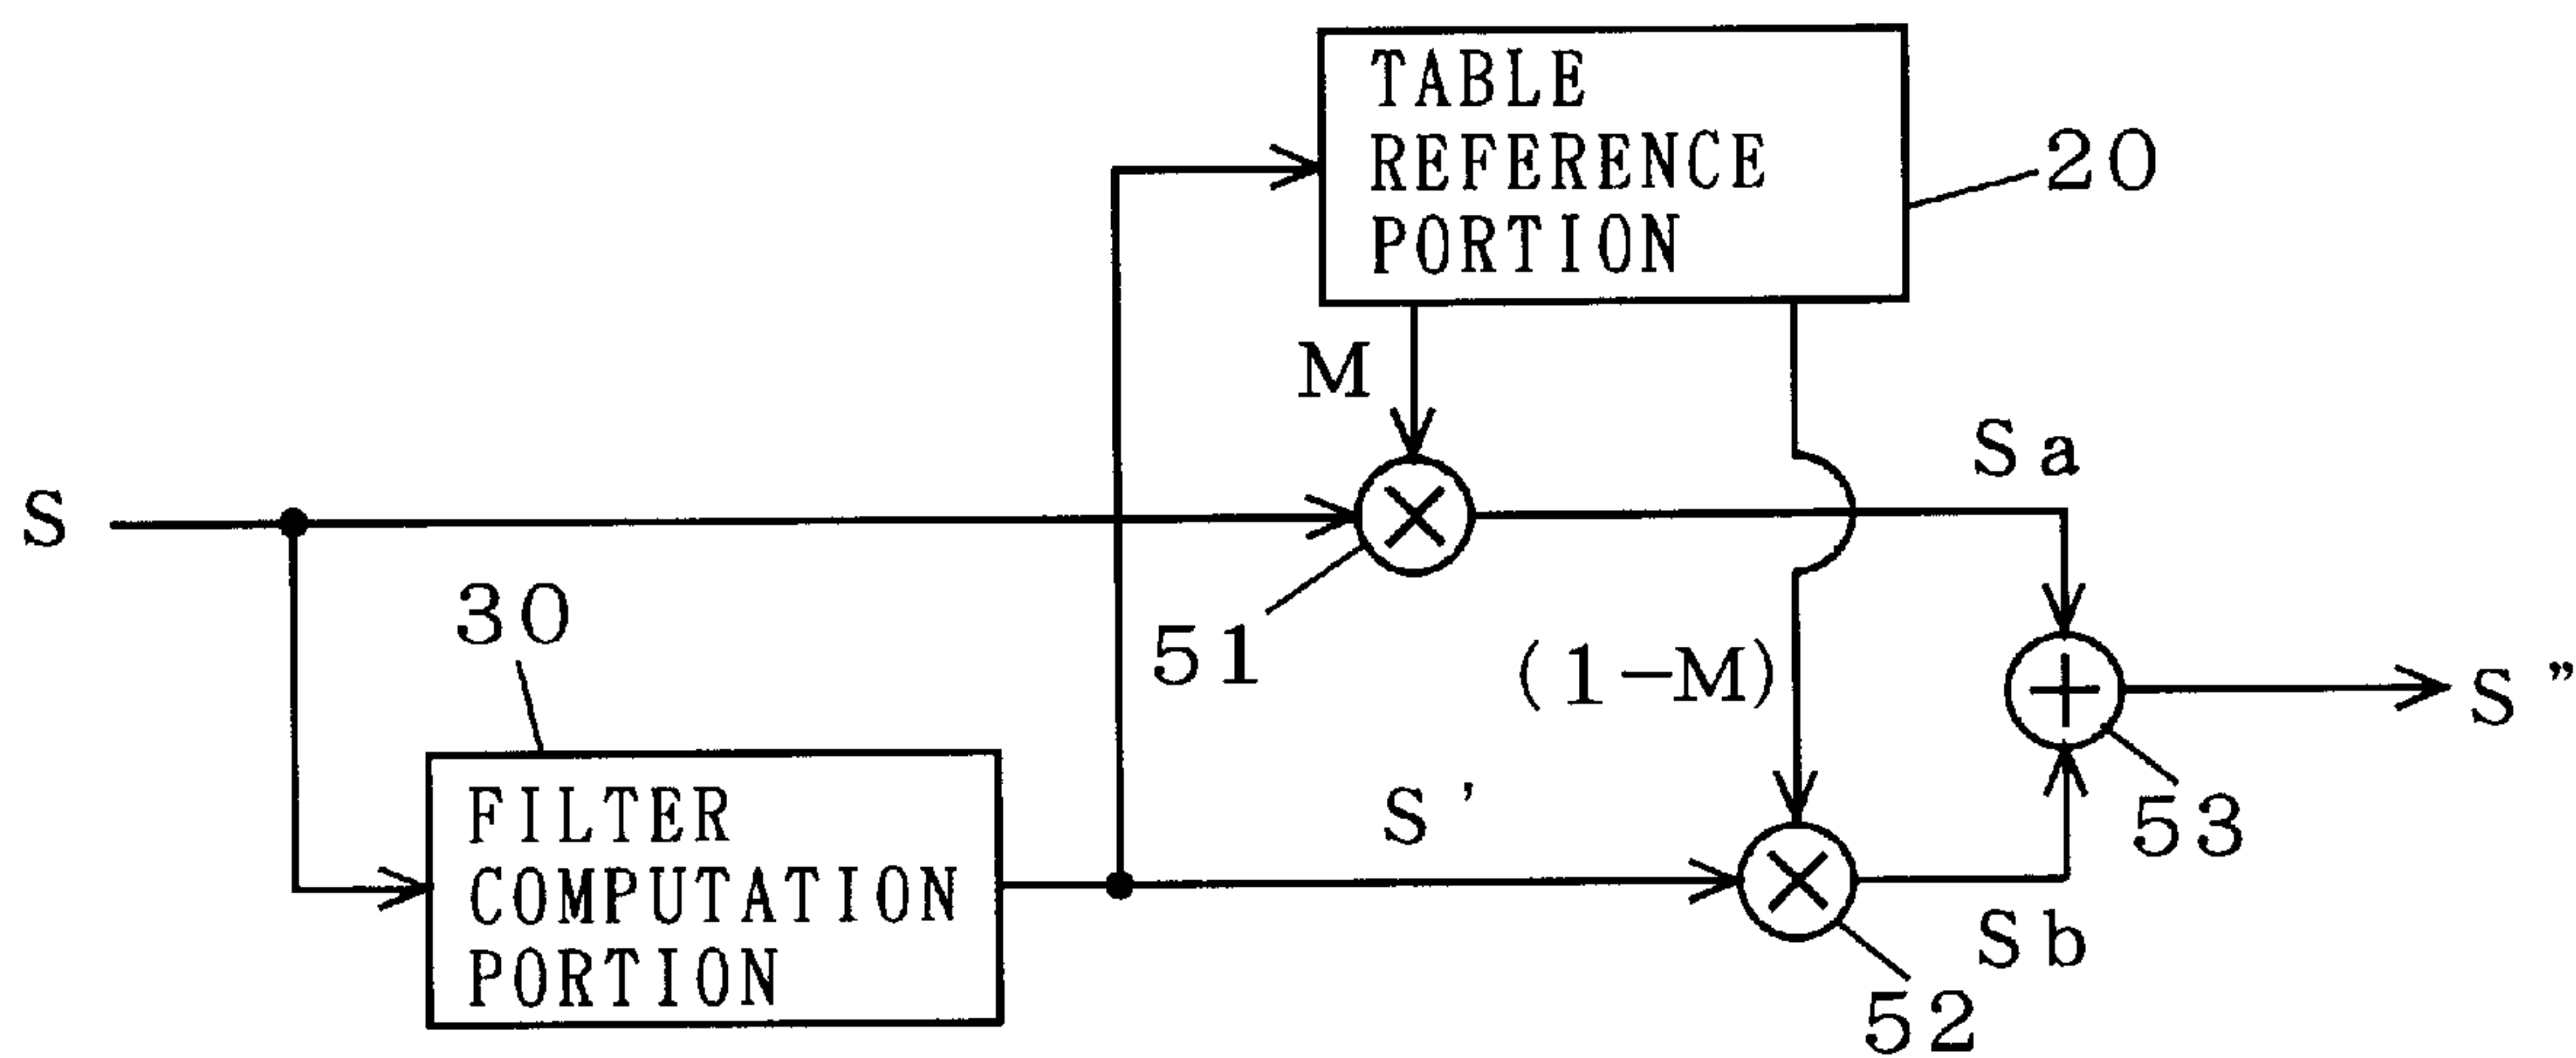 TABLE
REFERENCE
PORTION
20
M
Sa
S
30
51
(1-M)
S”
FILTER
COMPUTATION
PORTION
S'
53
Sb
52